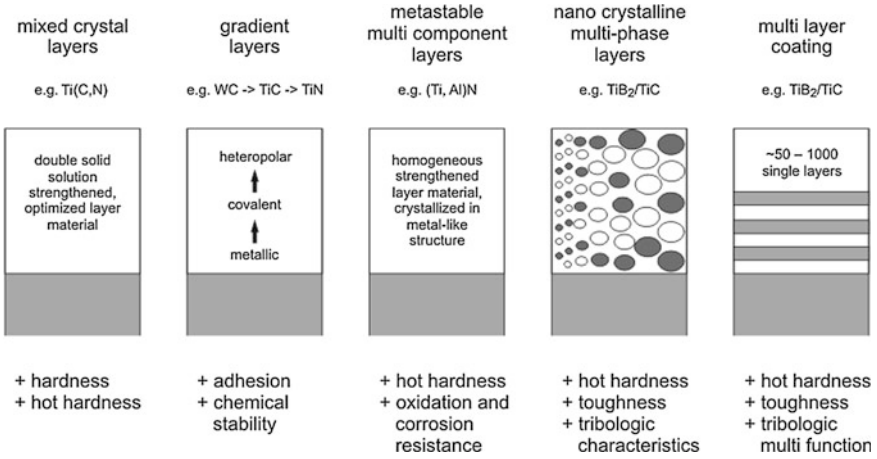 mixed crystal
layers
e.g. Ti(C,N)
double solid
solution
strengthened,
optimized layer
material
+ hardness
+ hot hardness
gradient
layers
e.g. WC -> TiC -> TiN
heteropolar
covalent
metallic
+ adhesion
+ chemical
stability
metastable
multi component
layers
e.g. (Ti, Al)N
homogeneous
strengthened
layer material,
crystallized in
metal-like
structure
+ hot hardness
+ oxidation and
corrosion
resistance
nano crystalline
multi-phase
layers
e.g. TiB₂/TiC
+ hot hardness
+ toughness
+ tribologic
characteristics
multi layer
coating
e.g. TiB₂/TiC
~50 – 1000
single layers
+ hot hardness
+ toughness
+ tribologic
multi function